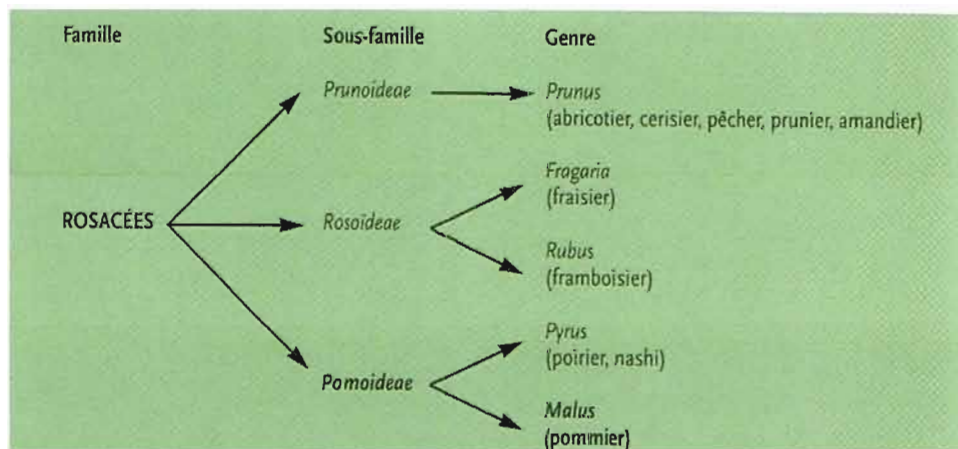 Famille Sous-famille Genre
Prunoideae Prunus
(abricotier, cerisier, pêcher, prunier, amandier)
Fragaria
(fraisier)
ROSACÉES Rosoideae
Rubus
(framboisier)
Pyrus
(poirier, nashi)
Pomoideae
Malus
(pommier)